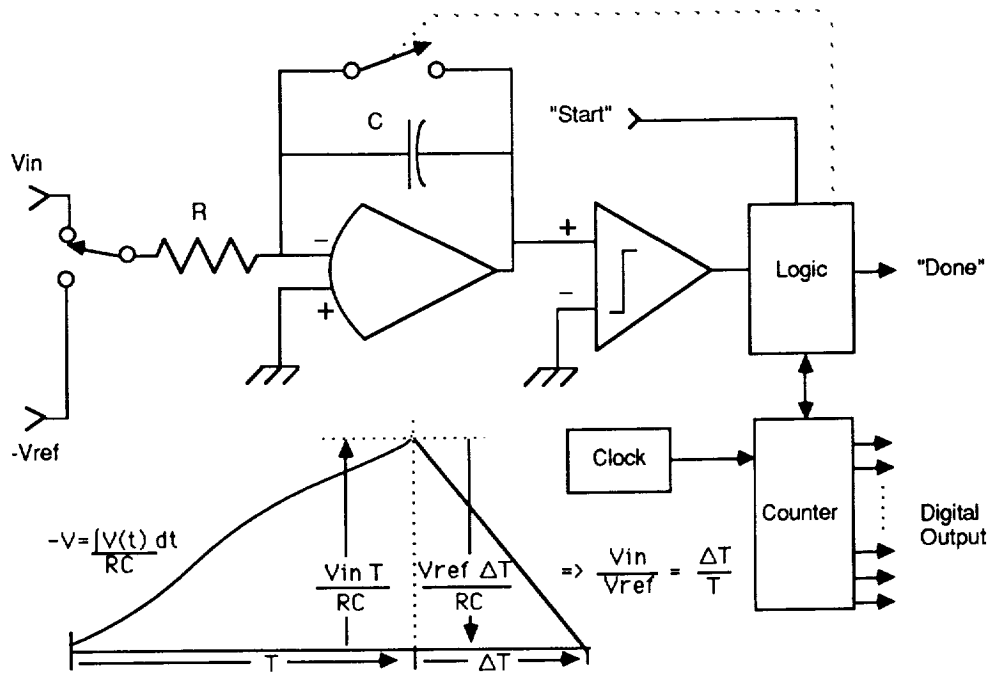 C
"Start"
Vin
R
−
+
+
−
Logic
"Done"
-Vref
Clock
Counter
Digital
Output
-V=∫V(t) dt
RC
Vin T
RC
Vref ΔT
RC
=> Vin = ΔT
Vref T
T
ΔT